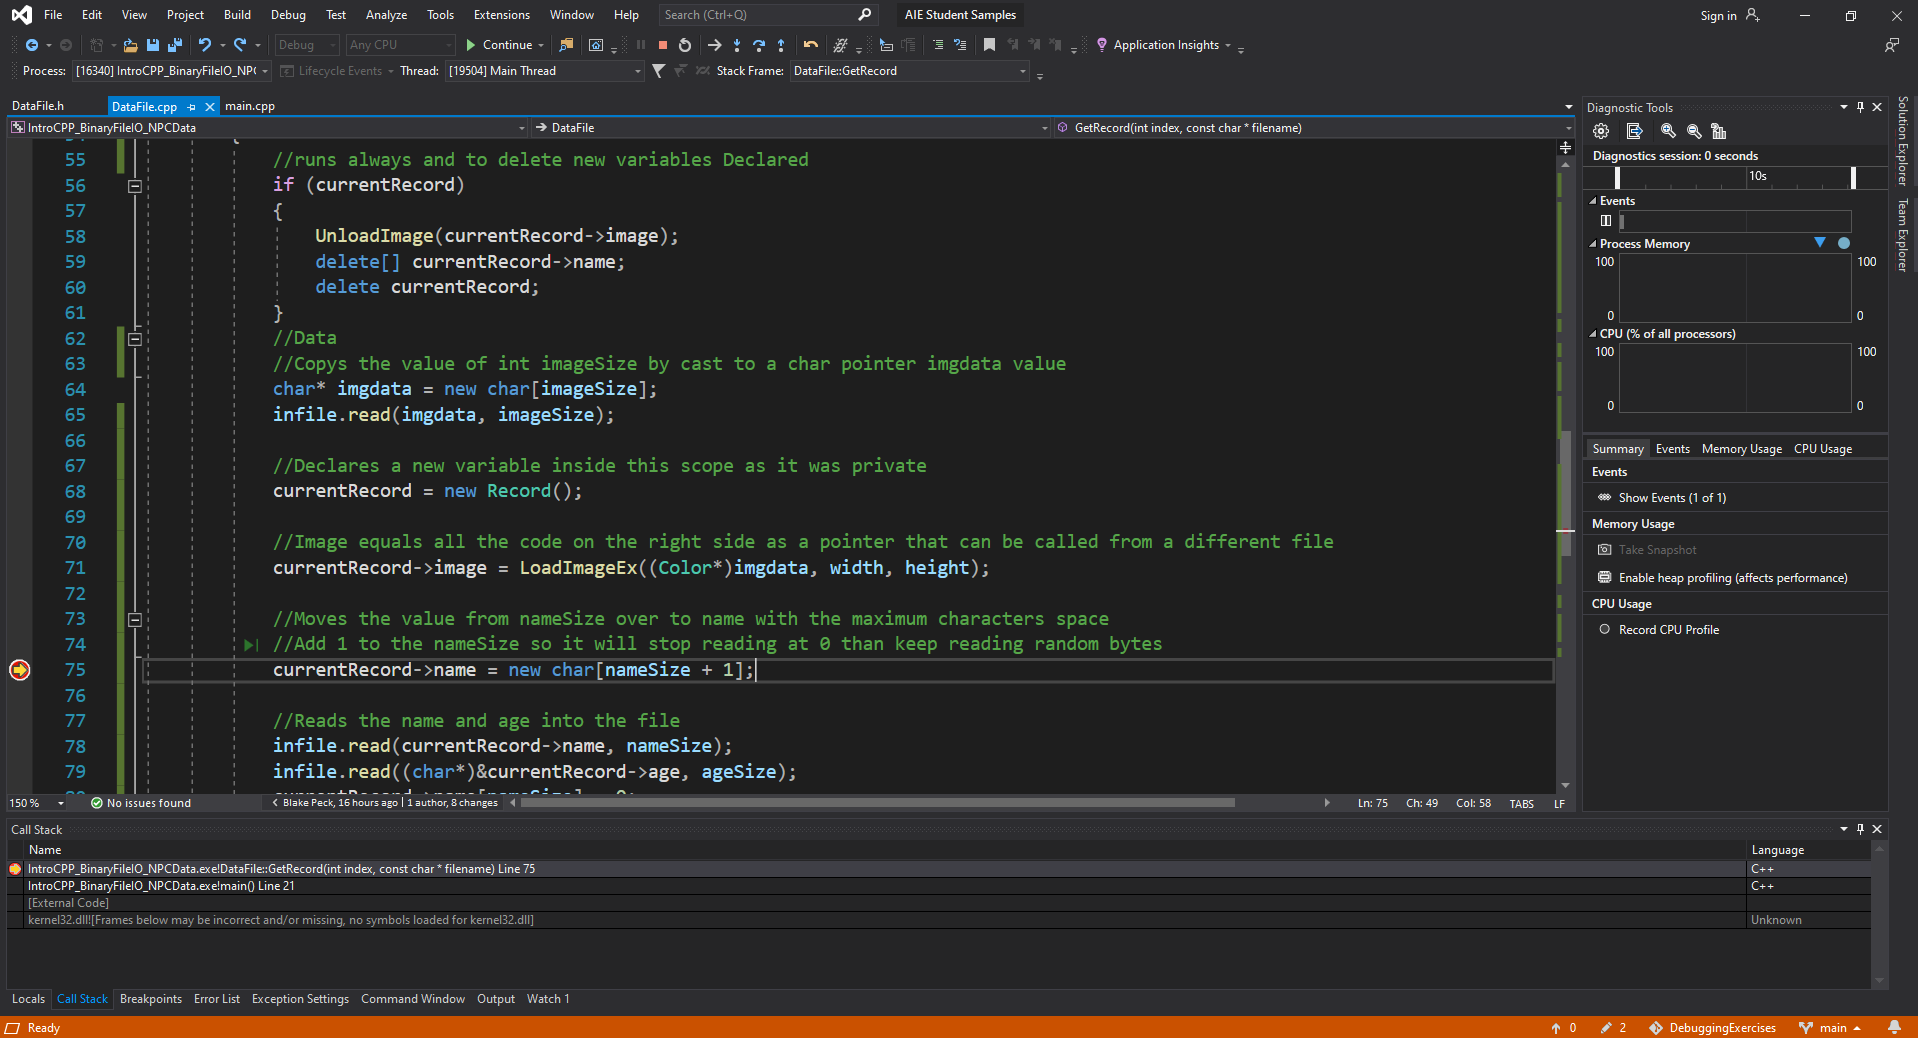 File Edit View Project Build Debug Test Analyze Tools Extensions Window Help Search (Ctrl+Q) AIE Student Samples Sign in
Debug Any CPU Continue Application Insights
Process: [16340] IntroCPP_BinaryFileIO_NPC Lifecycle Events Thread: [19504] Main Thread Stack Frame: DataFile::GetRecord
DataFile.h DataFile.cpp main.cpp
IntroCPP_BinaryFileIO_NPCData DataFile GetRecord(int index, const char * filename)
55 //runs always and to delete new variables Declared
56 if (currentRecord)
57 {
58 UnloadImage(currentRecord->image);
59 delete[] currentRecord->name;
60 delete currentRecord;
61 }
62 //Data
63 //Copys the value of int imageSize by cast to a char pointer imgdata value
64 char* imgdata = new char[imageSize];
65 infile.read(imgdata, imageSize);
66
67 //Declares a new variable inside this scope as it was private
68 currentRecord = new Record();
69
70 //Image equals all the code on the right side as a pointer that can be called from a different file
71 currentRecord->image = LoadImageEx((Color*)imgdata, width, height);
72
73 //Moves the value from nameSize over to name with the maximum characters space
74 //Add 1 to the nameSize so it will stop reading at 0 than keep reading random bytes
75 currentRecord->name = new char[nameSize + 1];
76
77 //Reads the name and age into the file
78 infile.read(currentRecord->name, nameSize);
79 infile.read((char*)&currentRecord->age, ageSize);
150 % No issues found Blake Peck, 16 hours ago | 1 author, 8 changes Ln: 75 Ch: 49 Col: 58 TABS LF
Diagnostic Tools
Diagnostics session: 0 seconds
10s
Events
Process Memory
100 100
0 0
CPU (% of all processors)
100 100
0 0
Summary Events Memory Usage CPU Usage
Events
Show Events (1 of 1)
Memory Usage
Take Snapshot
Enable heap profiling (affects performance)
CPU Usage
Record CPU Profile
Solution Explorer
Team Explorer
Call Stack
Name Language
IntroCPP_BinaryFileIO_NPCData.exe!DataFile::GetRecord(int index, const char * filename) Line 75 C++
IntroCPP_BinaryFileIO_NPCData.exe!main() Line 21 C++
[External Code]
kernel32.dll![Frames below may be incorrect and/or missing, no symbols loaded for kernel32.dll] Unknown
Locals Call Stack Breakpoints Error List Exception Settings Command Window Output Watch 1
Ready 0 2 DebuggingExercises main